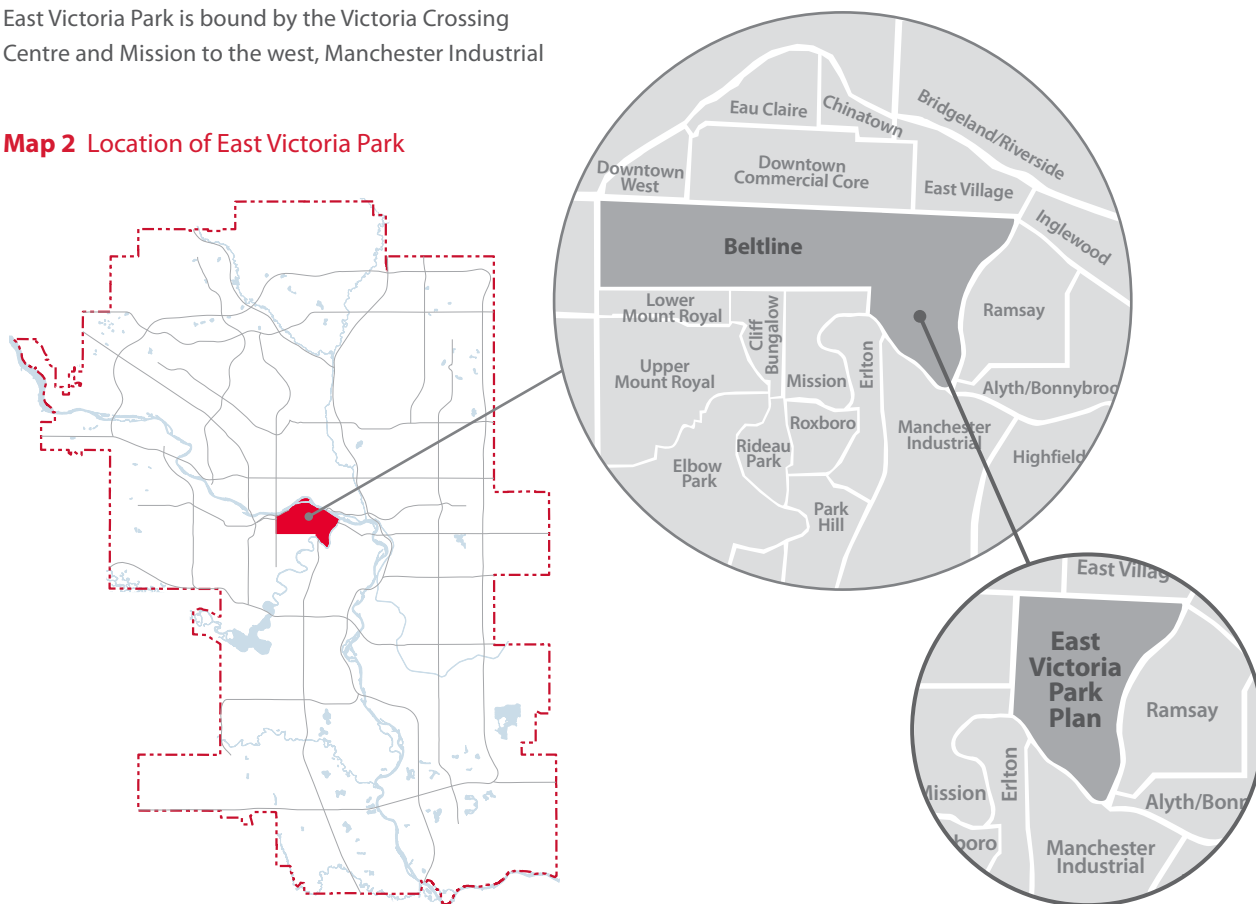 East Victoria Park is bound by the Victoria Crossing
Centre and Mission to the west, Manchester Industrial
Map 2 Location of East Victoria Park
Eau Claire
Chinatown
Bridgeland/Riverside
Downtown
West
Downtown
Commercial Core
East Village
Inglewood
Beltline
Lower
Mount Royal
Cliff
Bungalow
Ramsay
Upper
Mount Royal
Mission
Erlton
Alyth/Bonnybroo
Roxboro
Manchester
Industrial
Rideau
Park
Highfield
Elbow
Park
Park
Hill
East Villag
East
Victoria
Park
Plan
Ramsay
Erlton
Mission
Alyth/Bonn
boro
Manchester
Industrial